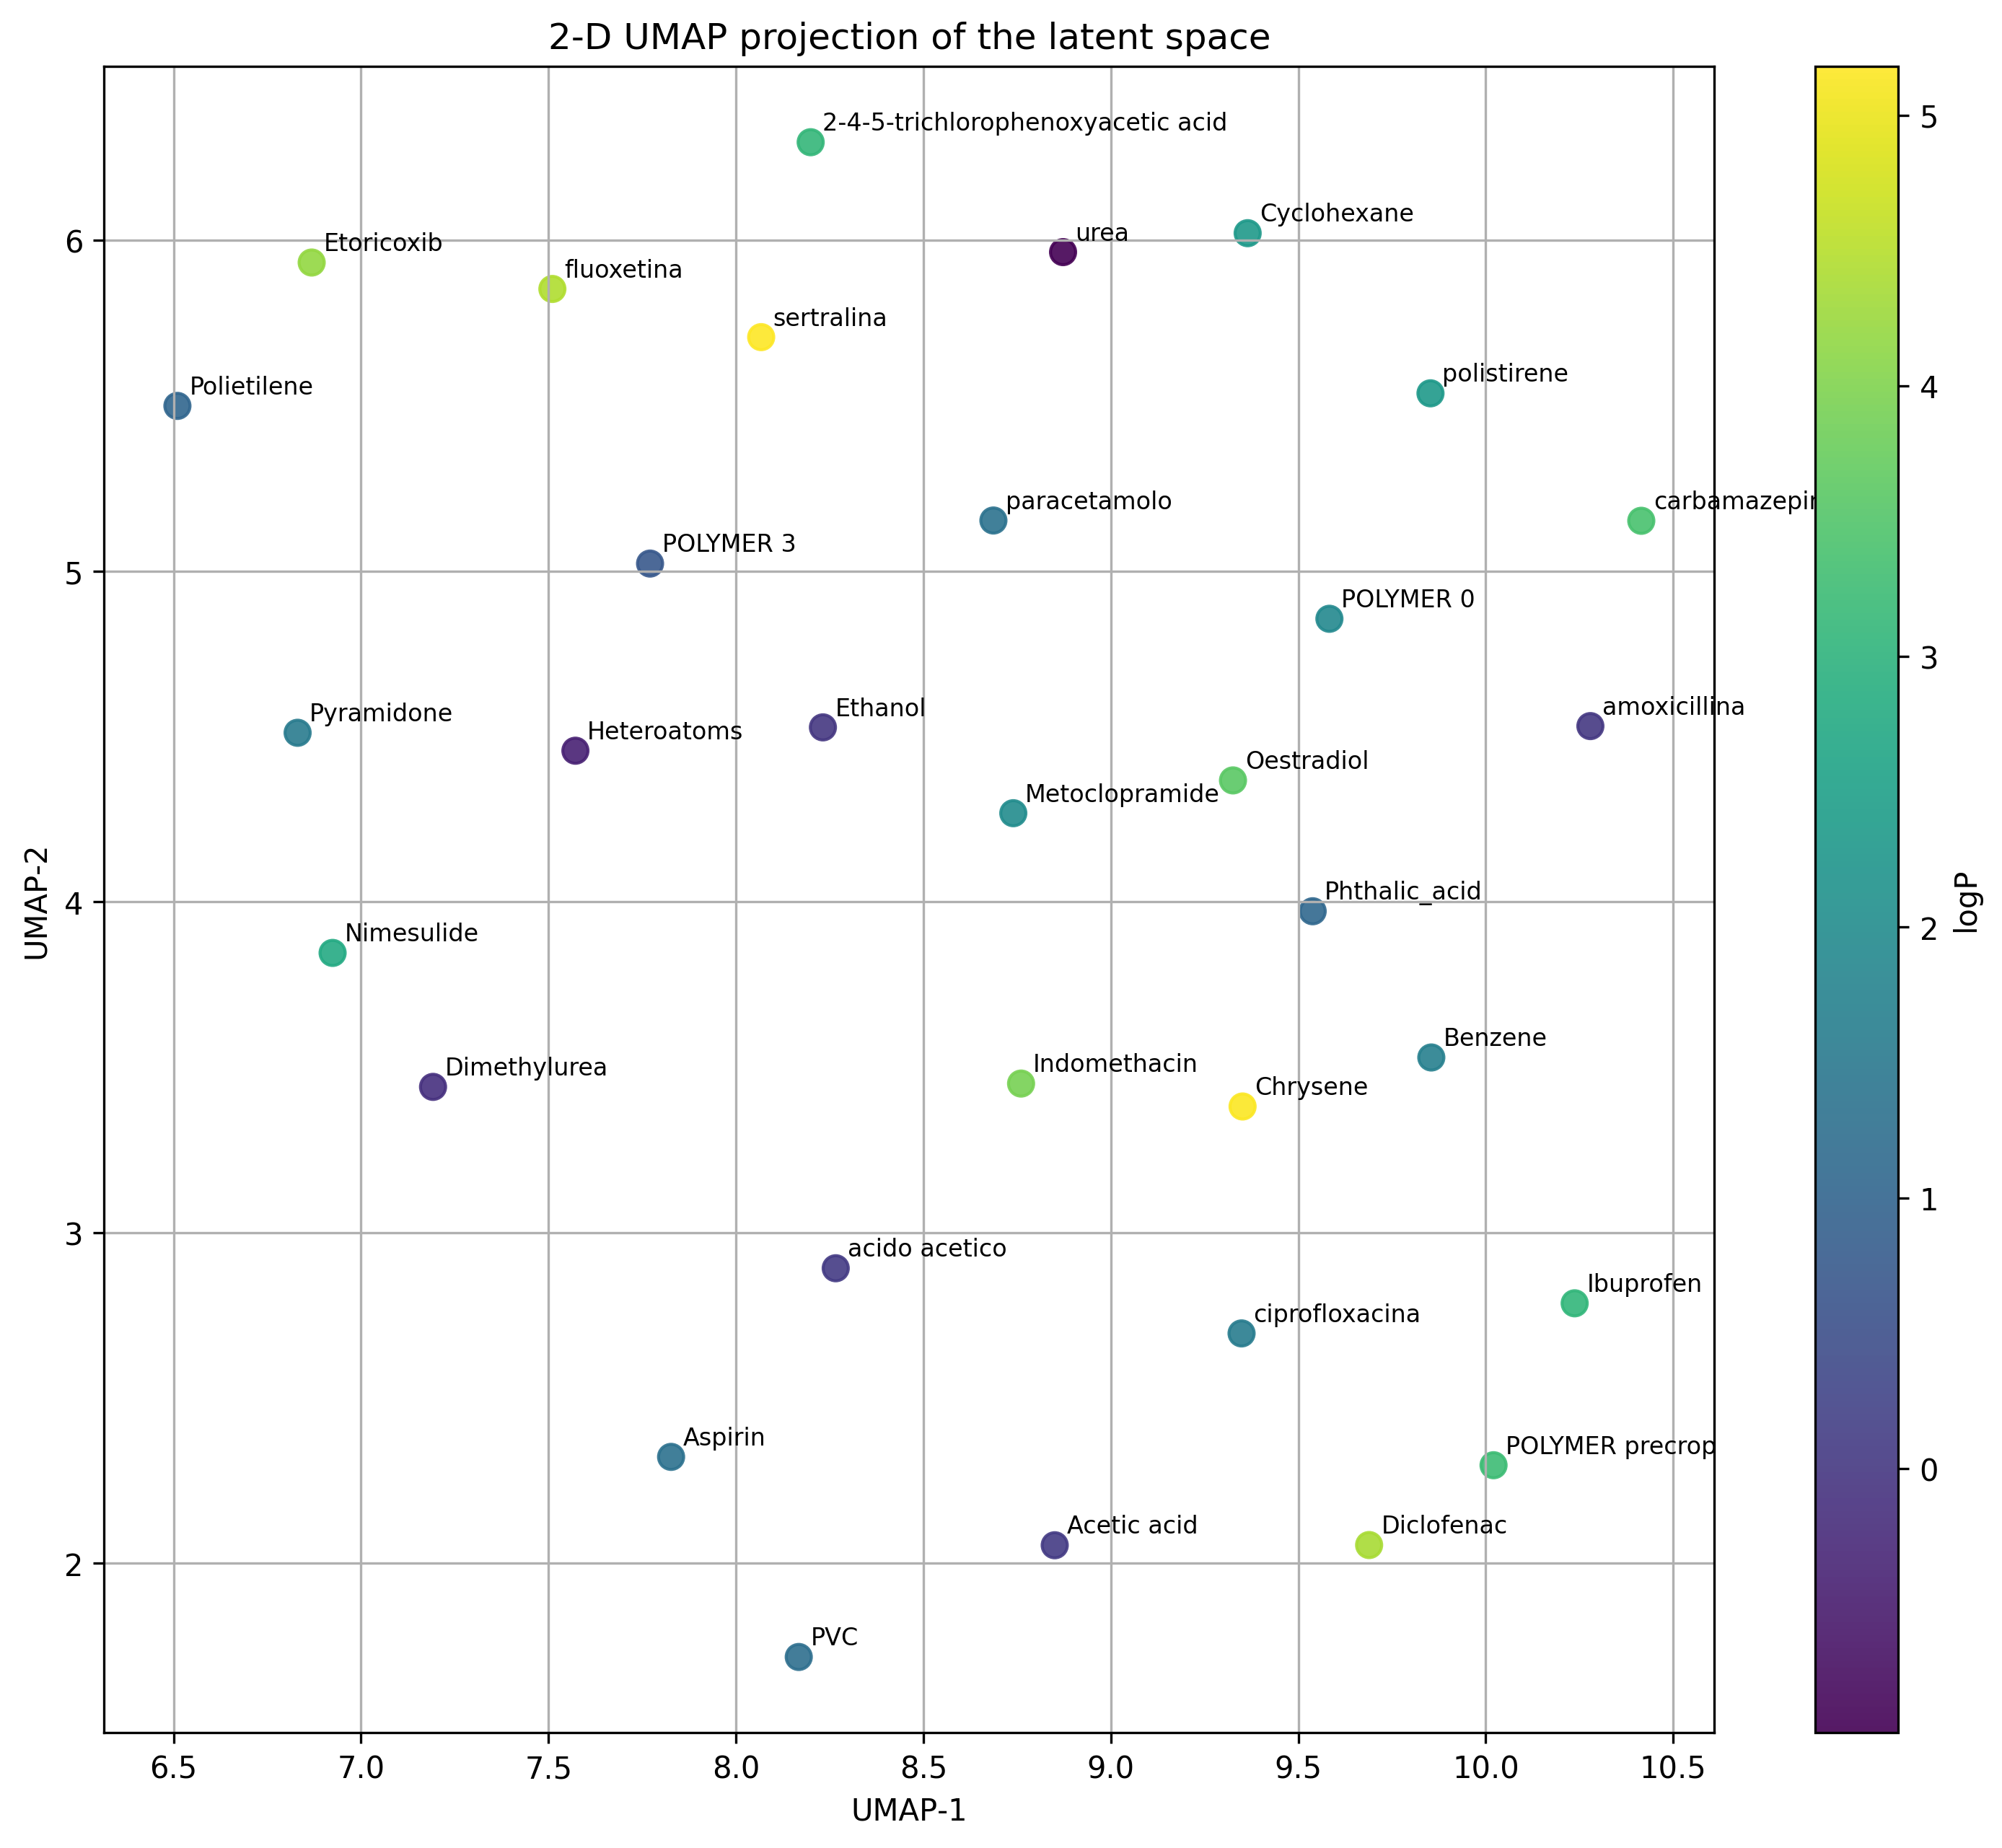 2-D UMAP projection of the latent space
2-4-5-trichlorophenoxyacetic acid
Cyclohexane
urea
Etoricoxib
fluoxetina
sertralina
Polietilene
polistirene
paracetamolo
carbamazepin
POLYMER 3
POLYMER 0
Pyramidone
Heteroatoms
Ethanol
amoxicillina
Oestradiol
Metoclopramide
Phthalic_acid
Nimesulide
Benzene
Dimethylurea
Indomethacin
Chrysene
acido acetico
Ibuprofen
ciprofloxacina
Aspirin
POLYMER precrop
Acetic acid
Diclofenac
PVC
6
5
4
3
2
UMAP-2
6.5 7.0 7.5 8.0 8.5 9.0 9.5 10.0 10.5
UMAP-1
5
4
3
2
1
0
logP